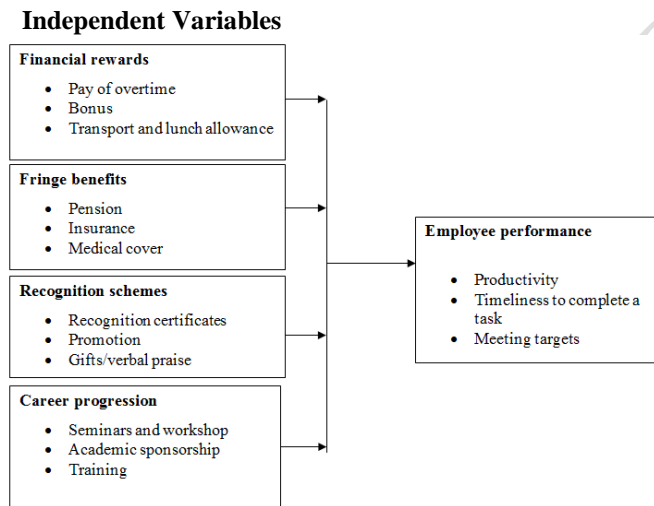 Independent Variables
Financial rewards
• Pay of overtime
• Bonus
• Transport and lunch allowance
Fringe benefits
• Pension
• Insurance
• Medical cover
Recognition schemes
• Recognition certificates
• Promotion
• Gifts/verbal praise
Career progression
• Seminars and workshop
• Academic sponsorship
• Training
Employee performance
• Productivity
• Timeliness to complete a
task
• Meeting targets